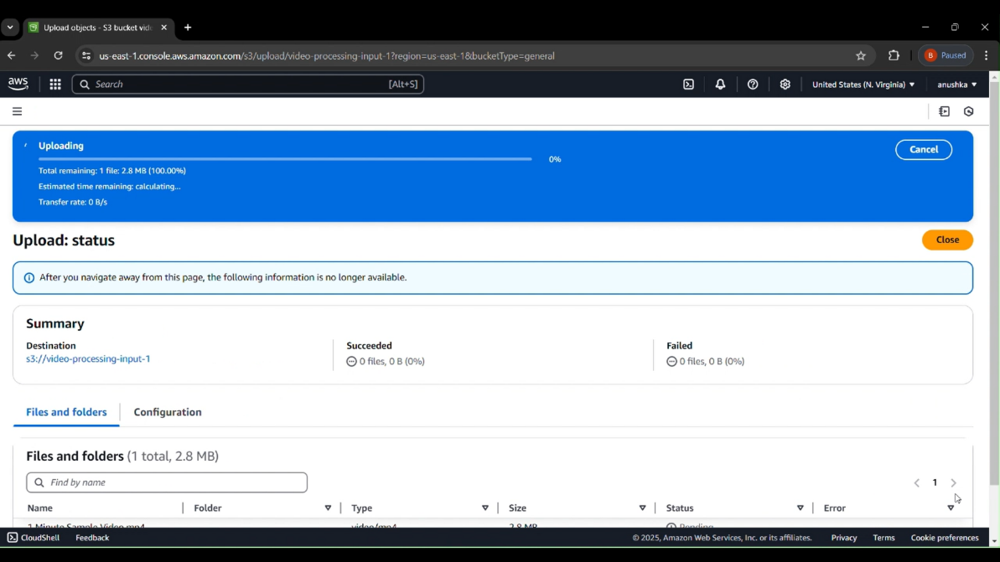 Upload objects - S3 bucket vide
us-east-1.console.aws.amazon.com/s3/upload/video-processing-input-1?region=us-east-1&bucketType=general
B Paused
aws Search [Alt+S] United States (N. Virginia) anushka
Uploading
0%
Cancel
Total remaining: 1 file: 2.8 MB (100.00%)
Estimated time remaining: calculating...
Transfer rate: 0 B/s
Upload: status
Close
After you navigate away from this page, the following information is no longer available.
Summary
Destination Succeeded Failed
s3://video-processing-input-1 0 files, 0 B (0%) 0 files, 0 B (0%)
Files and folders Configuration
Files and folders (1 total, 2.8 MB)
Find by name 1
Name Folder Type Size Status Error
1 Minute Sample Video.mp4 video/mp4 2.8 MB Pending
CloudShell Feedback © 2025, Amazon Web Services, Inc. or its affiliates. Privacy Terms Cookie preferences